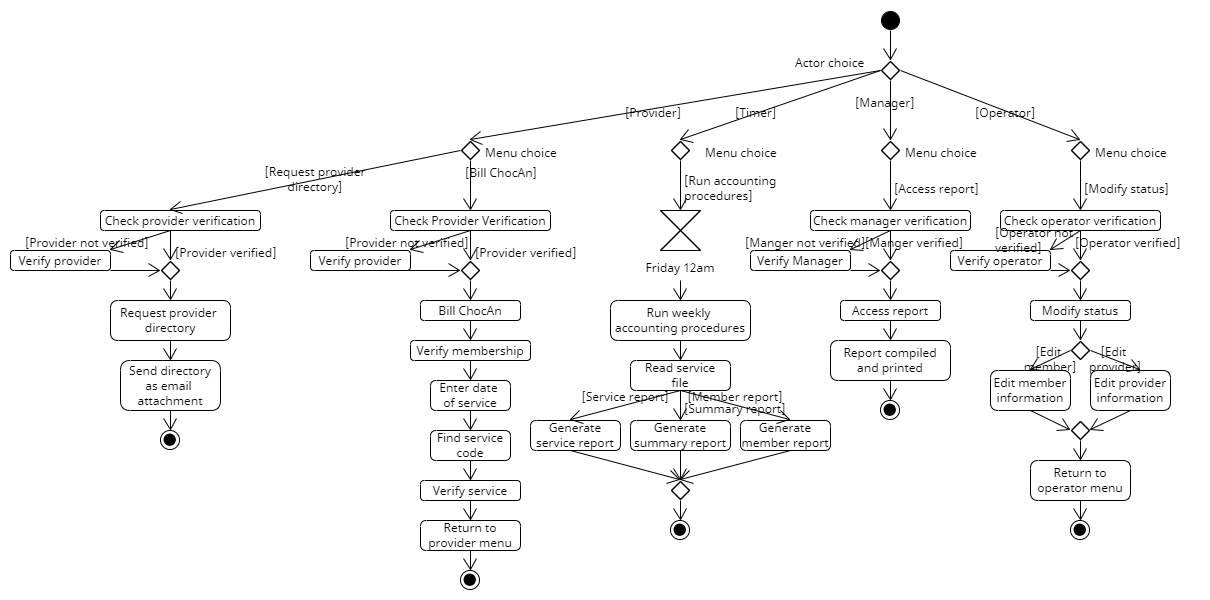 Actor choice
[Provider]
[Timer]
[Manager]
[Operator]
Menu choice
Menu choice
Menu choice
Menu choice
[Request provider
directory]
[Bill ChocAn]
[Run accounting
procedures]
[Access report]
[Modify status]
Check provider verification
Check Provider Verification
Check manager verification
Check operator verification
[Provider not verified]
[Provider verified]
[Provider not verified]
[Provider verified]
[Manger not verified]
[Manger verified]
[Operator not
verified]
[Operator verified]
Verify provider
Verify provider
Friday 12am
Verify Manager
Verify operator
Request provider
directory
Bill ChocAn
Run weekly
accounting procedures
Access report
Modify status
Verify membership
Report compiled
and printed
[Edit
member]
[Edit
provider]
Send directory
as email
attachment
Enter date
of service
Read service
file
Edit member
information
Edit provider
information
[Service report]
[Member report]
[Summary report]
Find service
code
Generate
service report
Generate
summary report
Generate
member report
Verify service
Return to
operator menu
Return to
provider menu